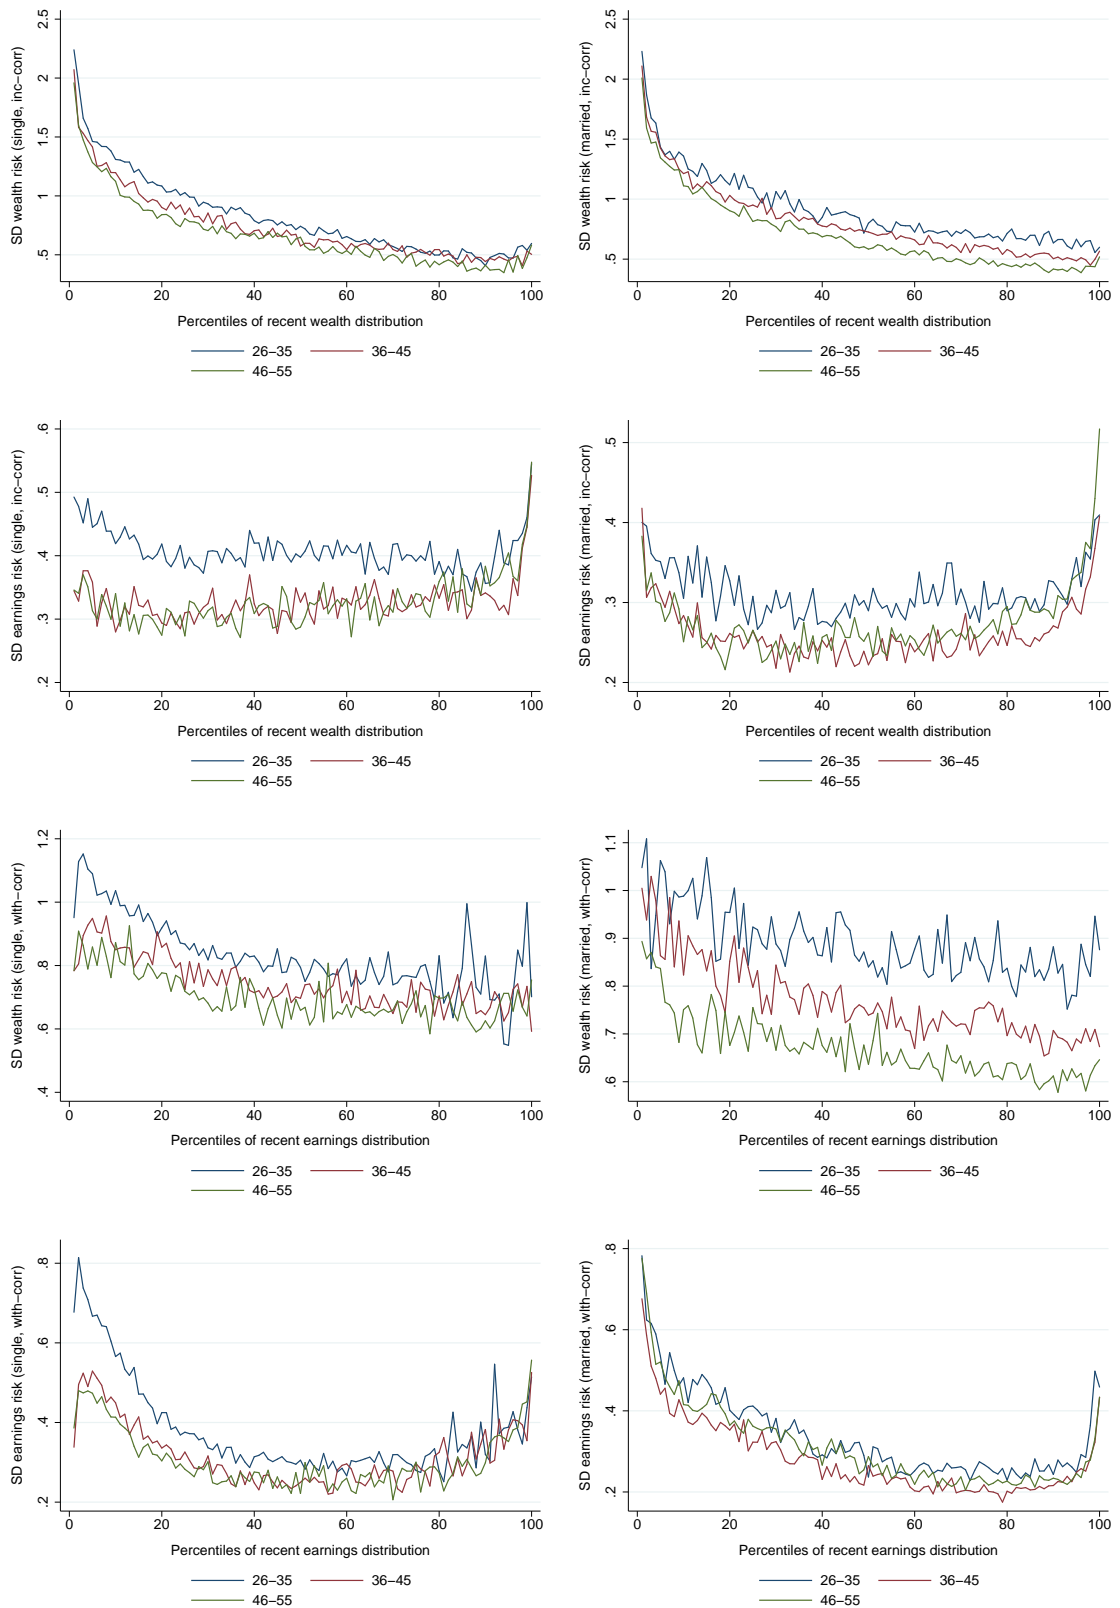 SD wealth risk (single, inc−corr)
2.5
2
1.5
1
.5
0 20 40 60 80 100
Percentiles of recent wealth distribution
26−35 36−45
46−55
SD wealth risk (married, inc−corr)
2.5
2
1.5
1
.5
0 20 40 60 80 100
Percentiles of recent wealth distribution
26−35 36−45
46−55
SD earnings risk (single, inc−corr)
.6
.5
.4
.3
.2
0 20 40 60 80 100
Percentiles of recent wealth distribution
26−35 36−45
46−55
SD earnings risk (married, inc−corr)
.5
.4
.3
.2
0 20 40 60 80 100
Percentiles of recent wealth distribution
26−35 36−45
46−55
SD wealth risk (single, wlth−corr)
1.2
1
.8
.6
.4
0 20 40 60 80 100
Percentiles of recent earnings distribution
26−35 36−45
46−55
SD wealth risk (married, wlth−corr)
1.1
1
.9
.8
.7
.6
0 20 40 60 80 100
Percentiles of recent earnings distribution
26−35 36−45
46−55
SD earnings risk (single, wlth−corr)
.8
.6
.4
.2
0 20 40 60 80 100
Percentiles of recent earnings distribution
26−35 36−45
46−55
SD earnings risk (married, wlth−corr)
.8
.6
.4
.2
0 20 40 60 80 100
Percentiles of recent earnings distribution
26−35 36−45
46−55